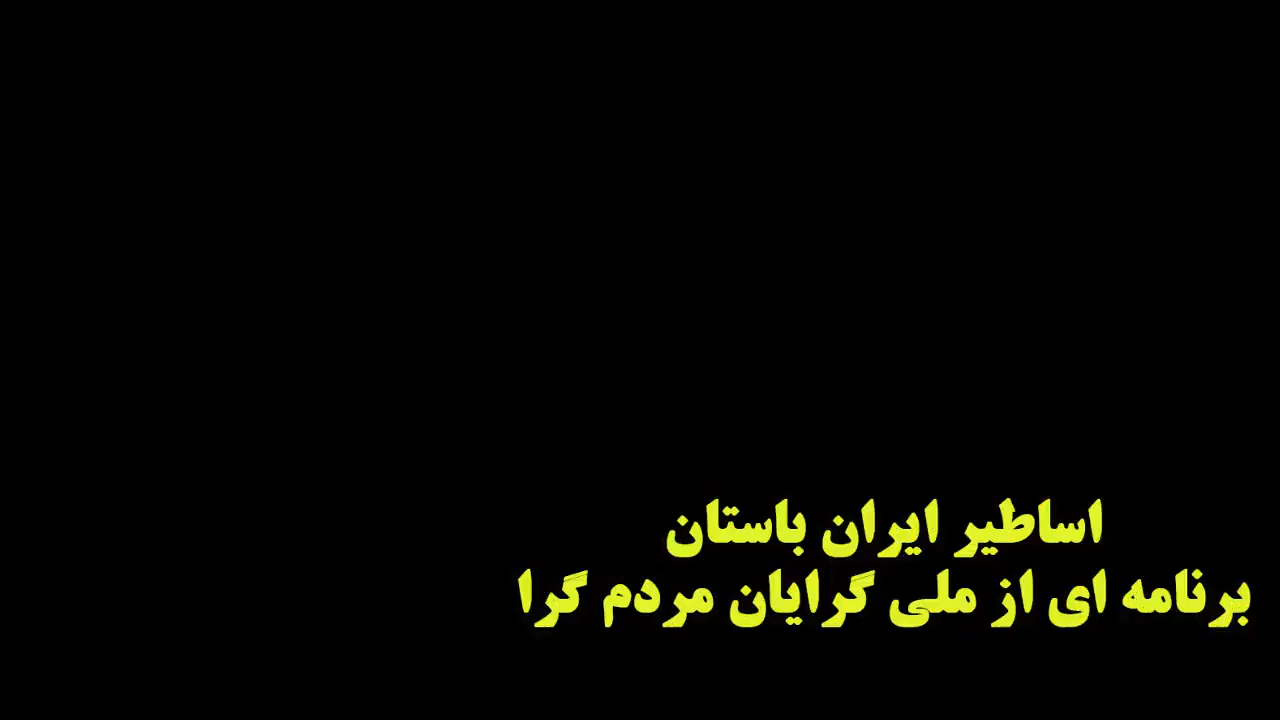 اساطیر ایران باستان
برنامه ای از ملی گرایان مردم گرا